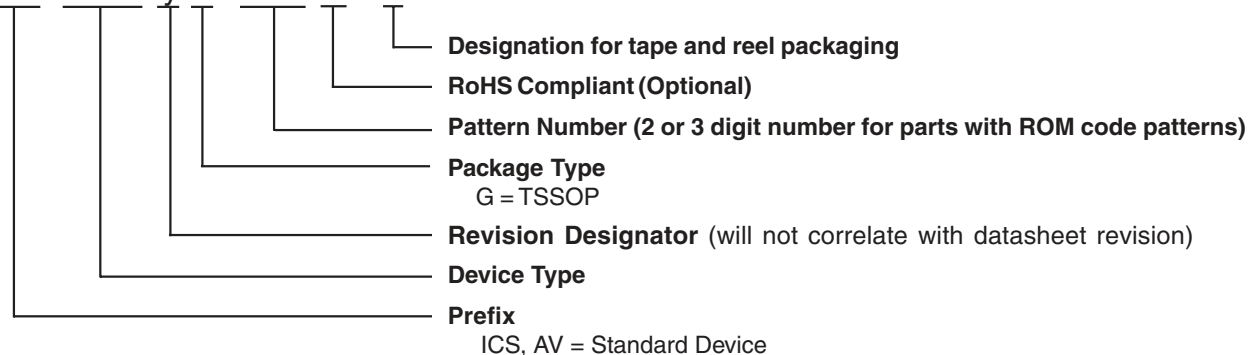 Designation for tape and reel packaging
RoHS Compliant (Optional)
Pattern Number (2 or 3 digit number for parts with ROM code patterns)
Package Type
G = TSSOP
Revision Designator (will not correlate with datasheet revision)
Device Type
Prefix
ICS, AV = Standard Device